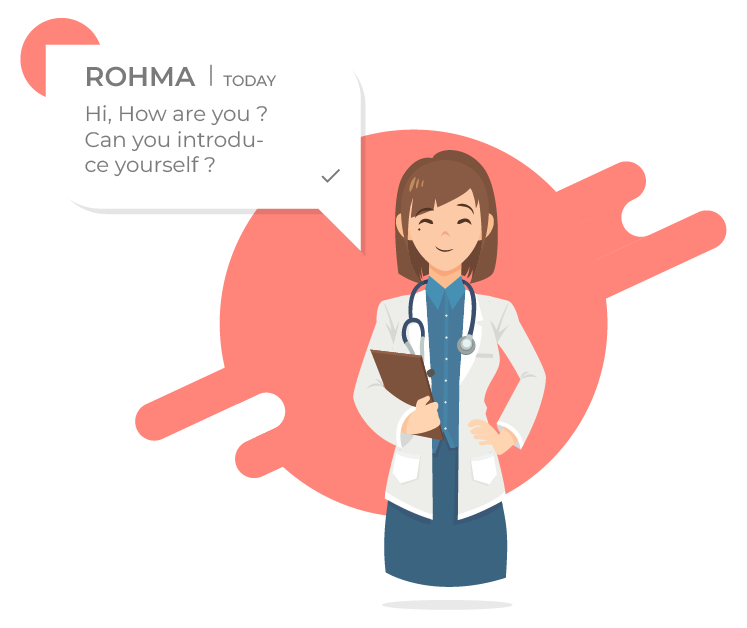 ROHMA | TODAY
Hi, How are you ?
Can you introdu-
ce yourself ?